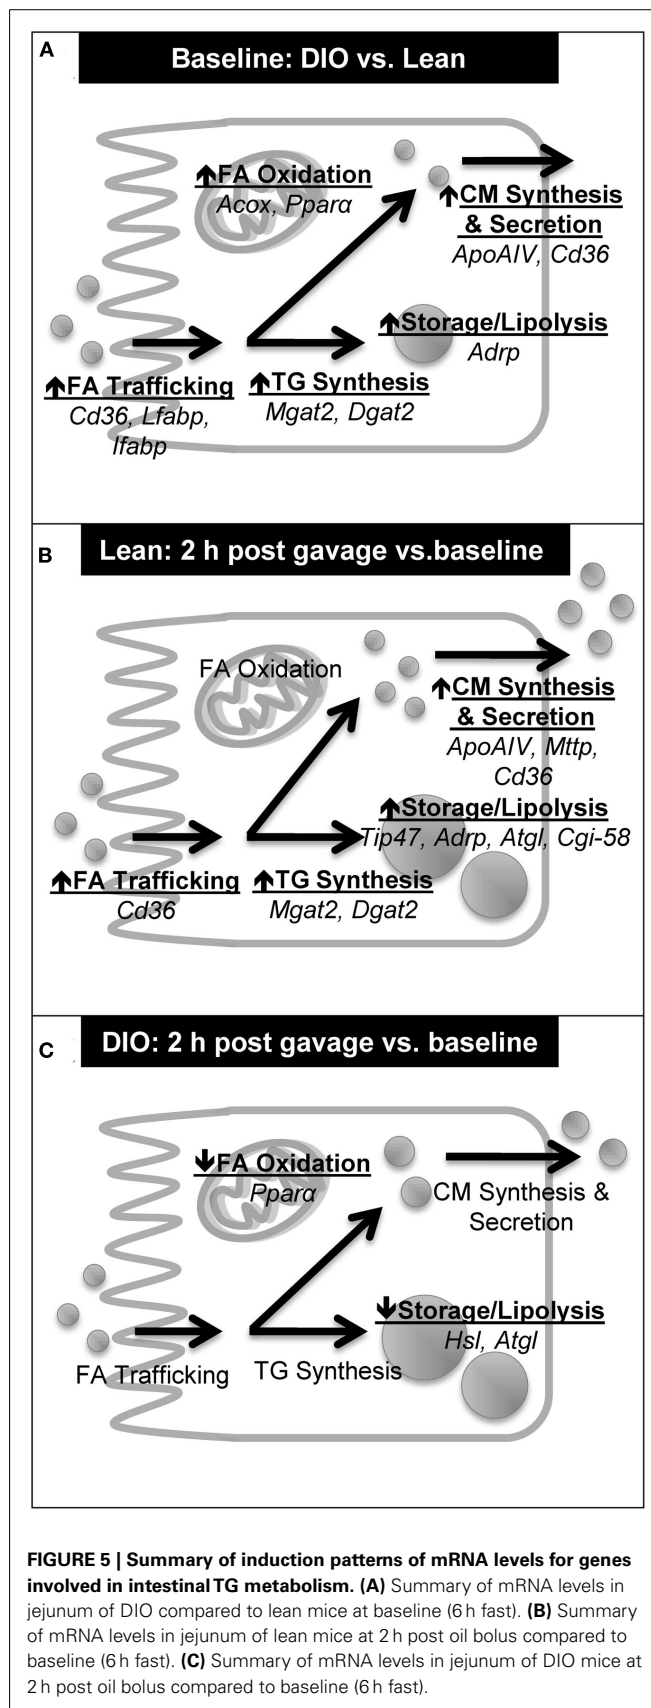 A
Baseline: DIO vs. Lean
↑FA Oxidation
Acox, Pparα
↑CM Synthesis
& Secretion
ApoAIV, Cd36
↑Storage/Lipolysis
Adrp
↑FA Trafficking
Cd36, Lfabp,
Ifabp
↑TG Synthesis
Mgat2, Dgat2
B
Lean: 2 h post gavage vs.baseline
FA Oxidation
↑CM Synthesis
& Secretion
ApoAIV, Mttp,
Cd36
↑Storage/Lipolysis
Tip47, Adrp, Atgl, Cgi-58
↑FA Trafficking
Cd36
↑TG Synthesis
Mgat2, Dgat2
C
DIO: 2 h post gavage vs. baseline
↓FA Oxidation
Pparα
CM Synthesis &
Secretion
↓Storage/Lipolysis
Hsl, Atgl
FA Trafficking
TG Synthesis
FIGURE 5 | Summary of induction patterns of mRNA levels for genes
involved in intestinal TG metabolism. (A) Summary of mRNA levels in
jejunum of DIO compared to lean mice at baseline (6 h fast). (B) Summary
of mRNA levels in jejunum of lean mice at 2 h post oil bolus compared to
baseline (6 h fast). (C) Summary of mRNA levels in jejunum of DIO mice at
2 h post oil bolus compared to baseline (6 h fast).